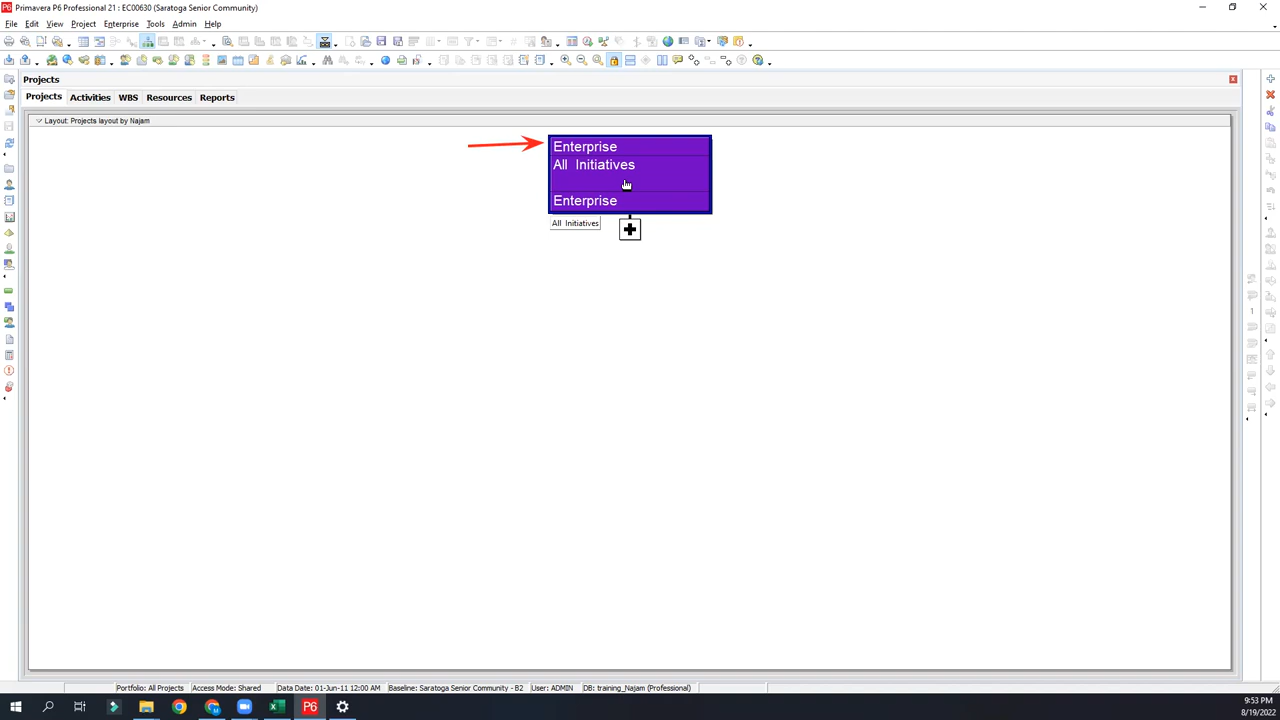 P6 Primavera P6 Professional 21 : EC00630 (Saratoga Senior Community)
File Edit View Project Enterprise Tools Admin Help
Projects
Projects Activities WBS Resources Reports
Layout: Projects layout by Najam
Enterprise
All Initiatives
Enterprise
All Initiatives
1
Portfolio: All Projects Access Mode: Shared Data Date: 01-Jun-11 12:00 AM Baseline: Saratoga Senior Community - B2 User: ADMIN DB: training_Najam (Professional)
P6
9:53 PM
8/19/2022